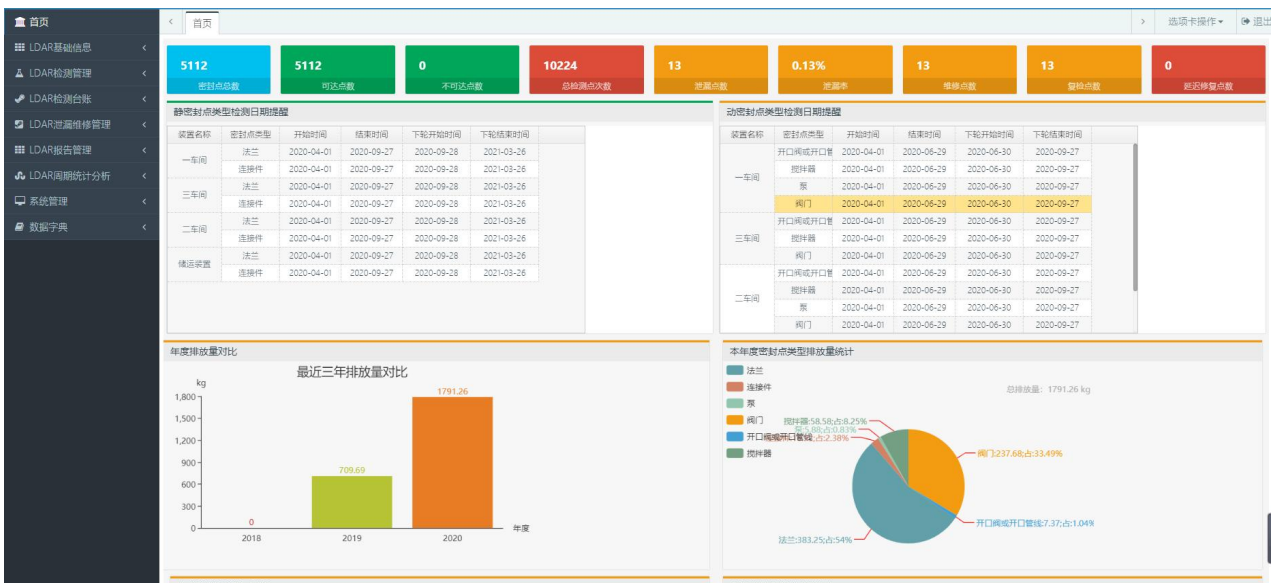 首页
LDAR基础信息
LDAR检测管理
LDAR检测台账
LDAR泄漏维修管理
LDAR报告管理
LDAR周期统计分析
系统管理
数据字典
首页
选项卡操作
退出
5112
密封点总数
5112
可达点数
0
不可达点数
10224
总检测点次数
13
泄漏点数
0.13%
泄漏率
13
维修点数
13
复检点数
0
延迟修复点数
静密封点类型检测日期提醒
装置名称 密封点类型 开始时间 结束时间 下轮开始时间 下轮结束时间
一车间 法兰 2020-04-01 2020-09-27 2020-09-28 2021-03-26
连接件 2020-04-01 2020-09-27 2020-09-28 2021-03-26
三车间 法兰 2020-04-01 2020-09-27 2020-09-28 2021-03-26
连接件 2020-04-01 2020-09-27 2020-09-28 2021-03-26
二车间 法兰 2020-04-01 2020-09-27 2020-09-28 2021-03-26
连接件 2020-04-01 2020-09-27 2020-09-28 2021-03-26
储运装置 法兰 2020-04-01 2020-09-27 2020-09-28 2021-03-26
连接件 2020-04-01 2020-09-27 2020-09-28 2021-03-26
动密封点类型检测日期提醒
装置名称 密封点类型 开始时间 结束时间 下轮开始时间 下轮结束时间
一车间 开口阀或开口管 2020-04-01 2020-06-29 2020-06-30 2020-09-27
搅拌器 2020-04-01 2020-06-29 2020-06-30 2020-09-27
泵 2020-04-01 2020-06-29 2020-06-30 2020-09-27
阀门 2020-04-01 2020-06-29 2020-06-30 2020-09-27
三车间 开口阀或开口管 2020-04-01 2020-06-29 2020-06-30 2020-09-27
搅拌器 2020-04-01 2020-06-29 2020-06-30 2020-09-27
阀门 2020-04-01 2020-06-29 2020-06-30 2020-09-27
二车间 开口阀或开口管 2020-04-01 2020-06-29 2020-06-30 2020-09-27
搅拌器 2020-04-01 2020-06-29 2020-06-30 2020-09-27
泵 2020-04-01 2020-06-29 2020-06-30 2020-09-27
阀门 2020-04-01 2020-06-29 2020-06-30 2020-09-27
年度排放量对比
最近三年排放量对比
kg
1,800
1,500
1,200
900
600
300
0
0
709.69
1791.26
2018
2019
2020
年度
本年度密封点类型排放量统计
法兰
连接件
泵
阀门
开口阀或开口管线
搅拌器
总排放量：1791.26 kg
搅拌器:58.58;占:8.25%
泵:5.88;占:0.83%
占:2.38%
阀门:237.68;占:33.49%
开口阀或开口管线:7.37;占:1.04%
法兰:383.25;占:54%